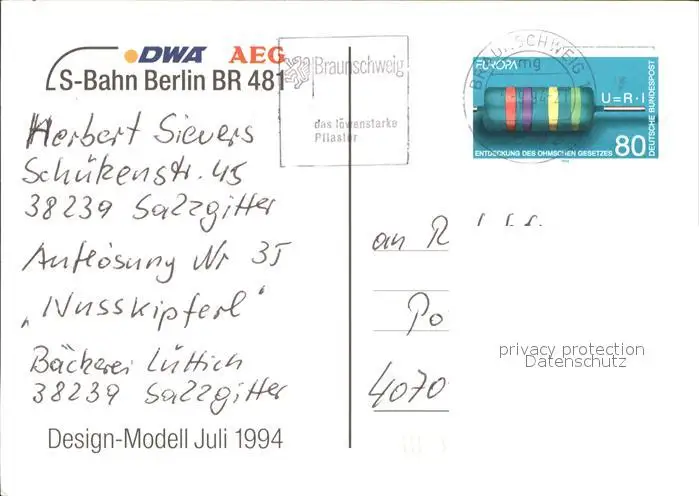 DWA AEG
S-Bahn Berlin BR 481
Herbert Sievers
Schükenstr. 45
38239 Salzgitter
Auflösung Nr 35
"Nusskipferl"
Bäckerei Lüttich
38239 Salzgitter
Design-Modell Juli 1994
Braunschweig
das löwenstarke
Pflaster
BRAUNSCHWEIG
mg
EUROPA
U=R·I
ENTDECKUNG DES OHMSCHEN GESETZES
80
DEUTSCHE BUNDESPOST
an R
Po
4070
privacy protection
Datenschutz